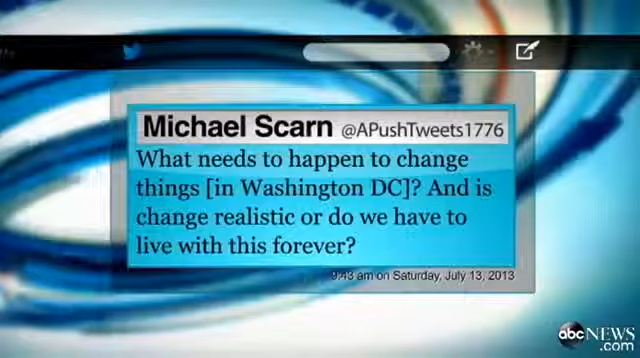 Michael Scarn @APushTweets1776
What needs to happen to change
things [in Washington DC]? And is
change realistic or do we have to
live with this forever?
9:43 am on Saturday, July 13, 2013
abc NEWS
.com